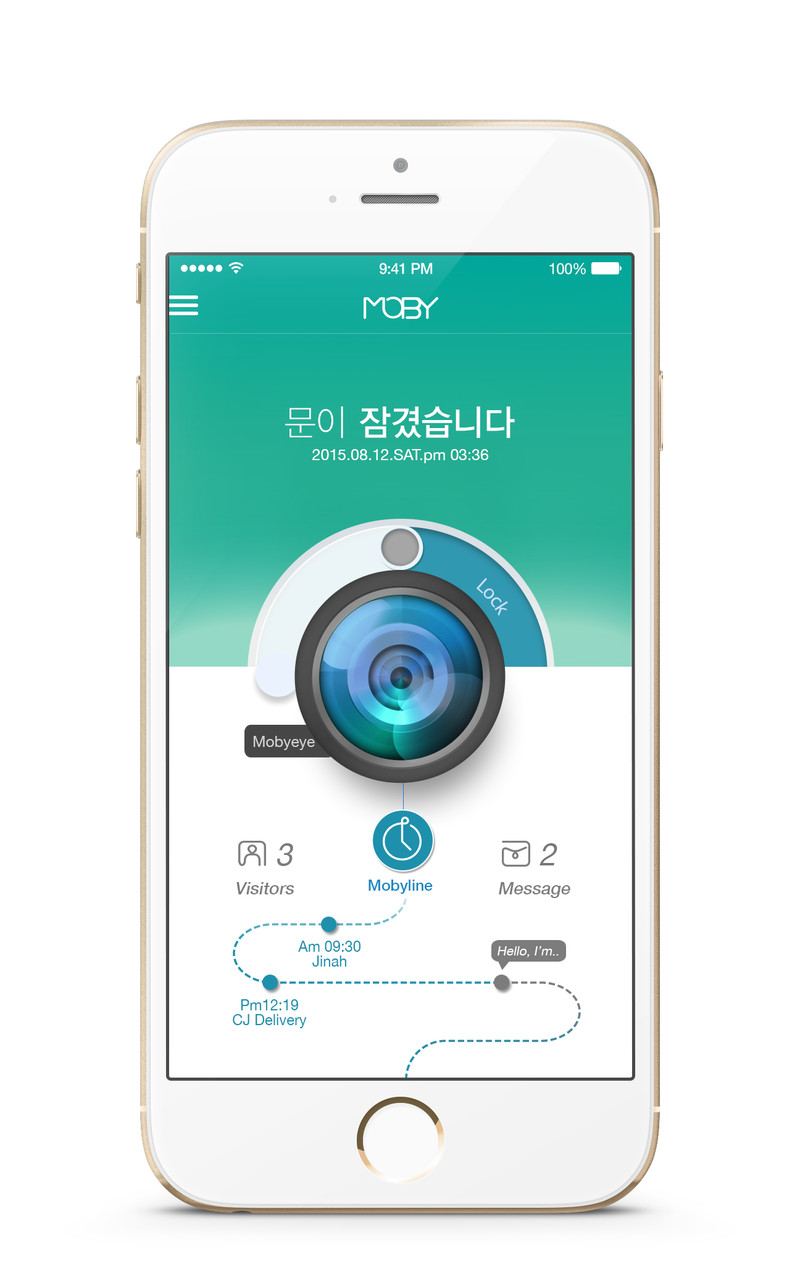 9:41 PM
100%
MOBY
문이 잠겼습니다
2015.08.12.SAT.pm 03:36
Lock
Mobyeye
3
2
Visitors
Mobyline
Message
Am 09:30
Jinah
Hello, I'm..
Pm12:19
CJ Delivery